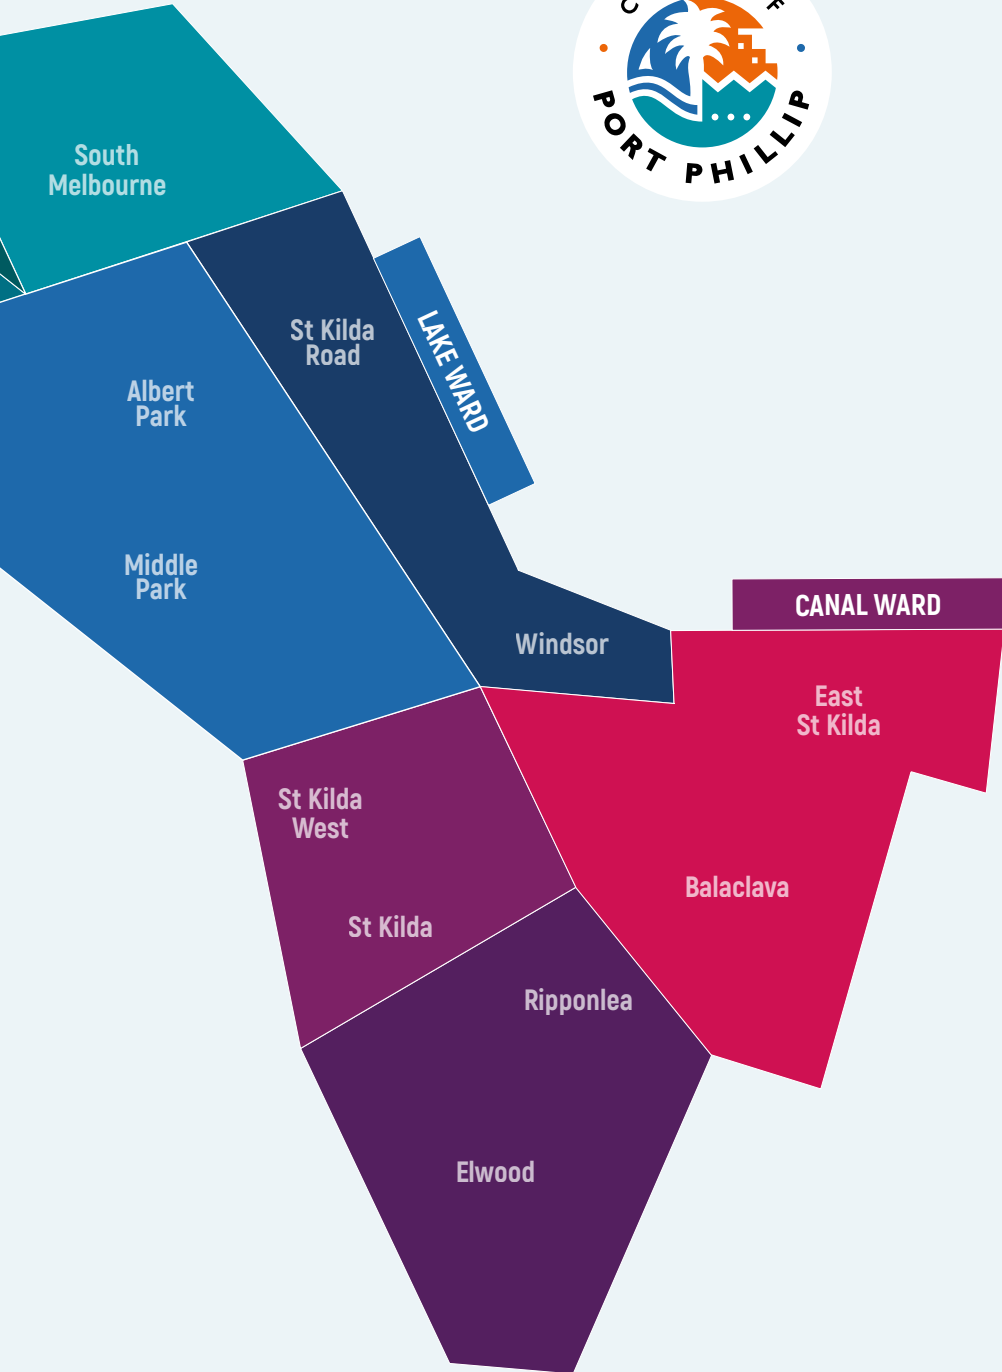 PORT PHILLIP
South
Melbourne
St Kilda
Road
LAKE WARD
Albert
Park
Middle
Park
CANAL WARD
Windsor
East
St Kilda
St Kilda
West
Balaclava
St Kilda
Ripponlea
Elwood